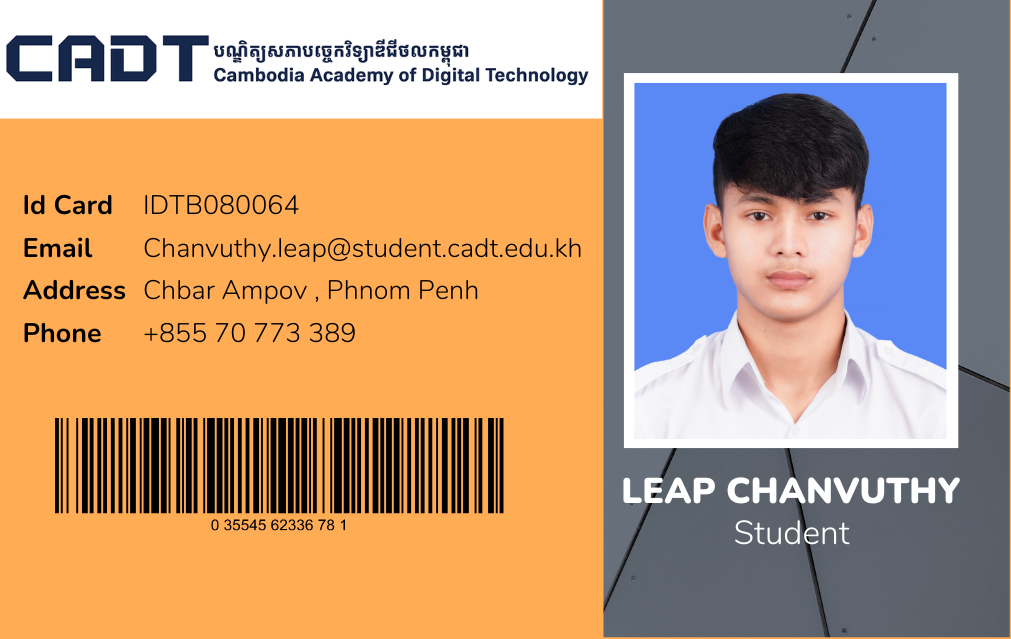 CADT
បណ្ឌិត្យសភាបច្ចេកវិទ្យាឌីជីថលកម្ពុជា
Cambodia Academy of Digital Technology
Id Card IDTB080064
Email Chanvuthy.leap@student.cadt.edu.kh
Address Chbar Ampov , Phnom Penh
Phone +855 70 773 389
0 35545 62336 78 1
LEAP CHANVUTHY
Student